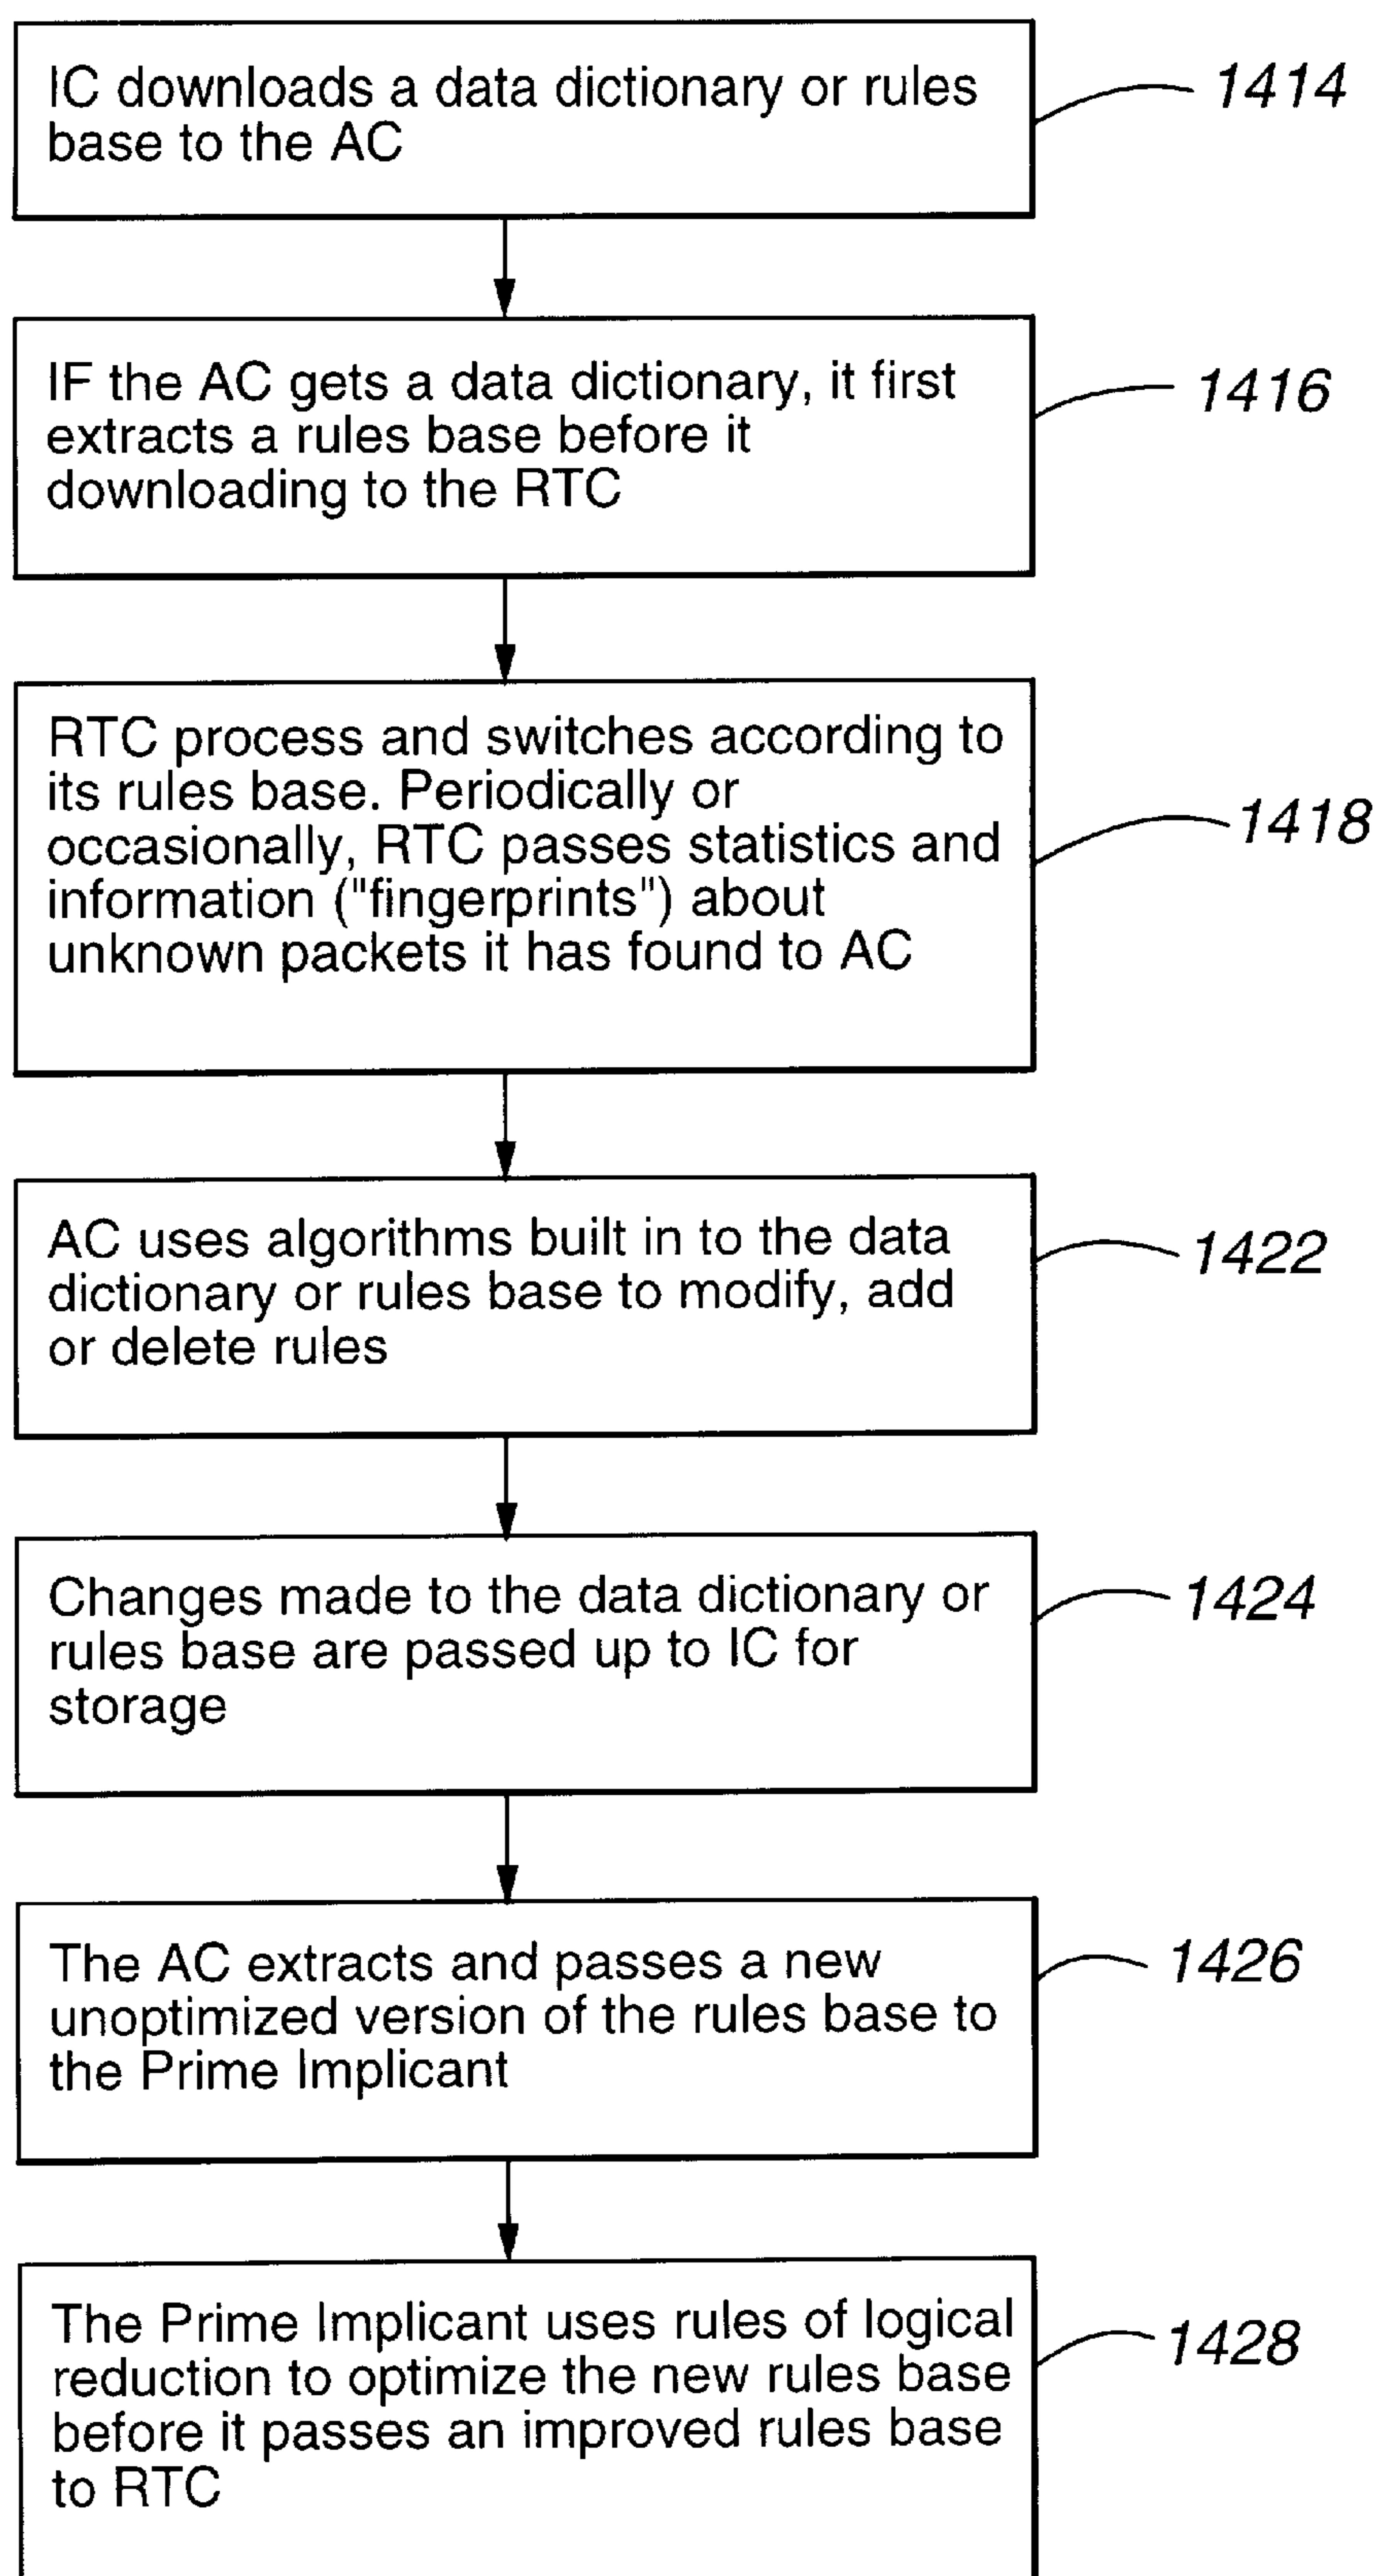 IC downloads a data dictionary or rules
base to the AC
1414
IF the AC gets a data dictionary, it first
extracts a rules base before it
downloading to the RTC
1416
RTC process and switches according to
its rules base. Periodically or
occasionally, RTC passes statistics and
information ("fingerprints") about
unknown packets it has found to AC
1418
AC uses algorithms built in to the data
dictionary or rules base to modify, add
or delete rules
1422
Changes made to the data dictionary or
rules base are passed up to IC for
storage
1424
The AC extracts and passes a new
unoptimized version of the rules base to
the Prime Implicant
1426
The Prime Implicant uses rules of logical
reduction to optimize the new rules base
before it passes an improved rules base
to RTC
1428